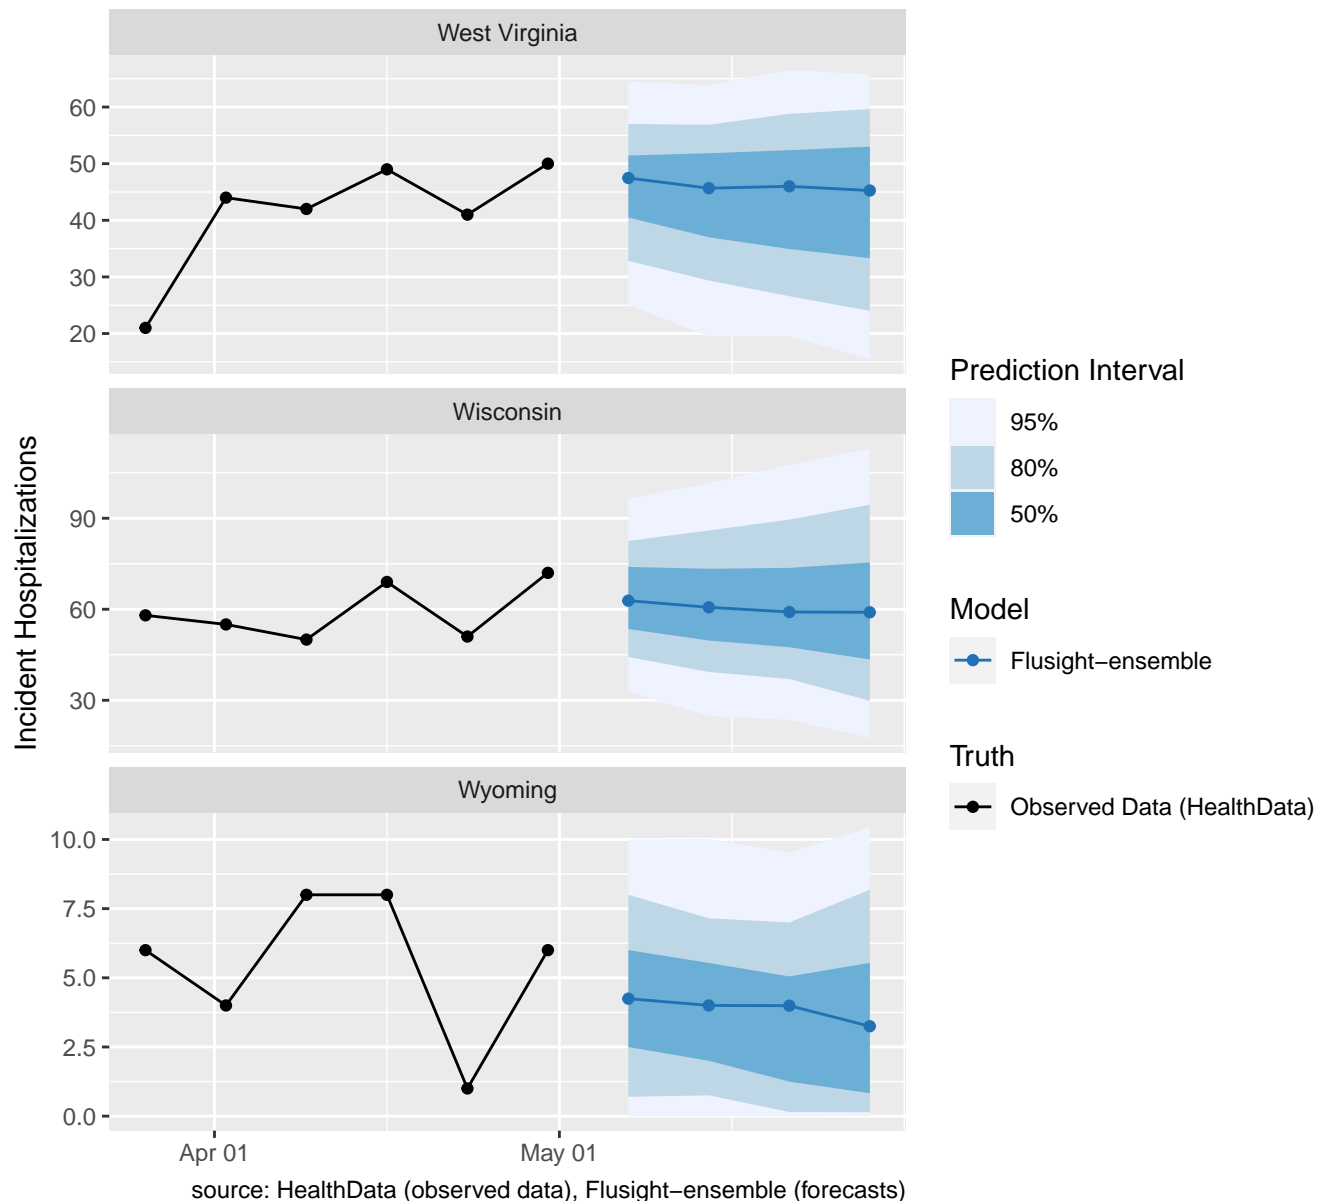 West Virginia
60
50
40
30
20
Wisconsin
90
60
30
Wyoming
10.0
7.5
5.0
2.5
0.0
Apr 01
May 01
Incident Hospitalizations
source: HealthData (observed data), Flusight−ensemble (forecasts)
Prediction Interval
95%
80%
50%
Model
Flusight−ensemble
Truth
Observed Data (HealthData)